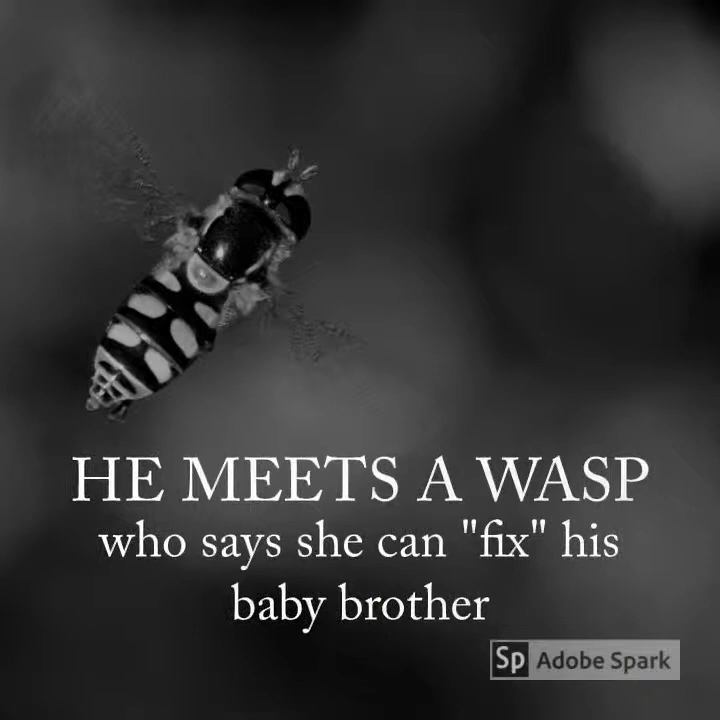 HE MEETS A WASP
who says she can "fix" his
baby brother
Sp Adobe Spark